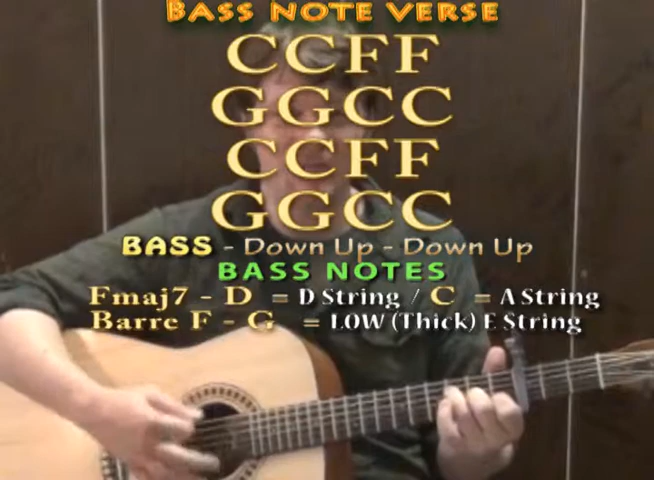 BASS NOTE VERSE
CCFF
GGCC
CCFF
GGCC
BASS - Down Up - Down Up
BASS NOTES
Fmaj7 - D = D String / C = A String
Barre F - G = LOW (Thick) E String